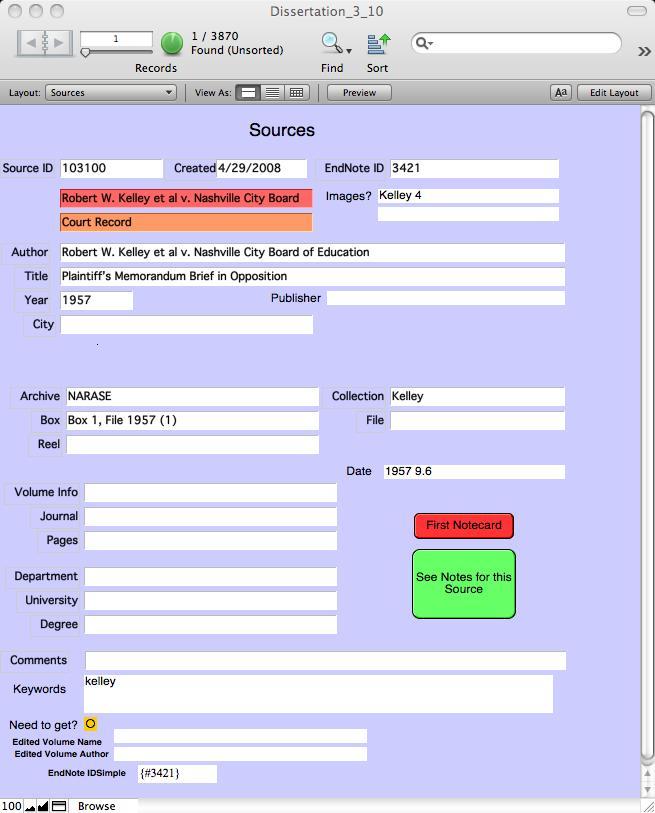 Dissertation_3_10
1
1 / 3870
Found (Unsorted)
Records
Find
Sort
Layout: Sources
View As:
Preview
Aa
Edit Layout
Sources
Source ID 103100 Created 4/29/2008 EndNote ID 3421
Robert W. Kelley et al v. Nashville City Board
Images? Kelley 4
Court Record
Author Robert W. Kelley et al v. Nashville City Board of Education
Title Plaintiff's Memorandum Brief in Opposition
Year 1957 Publisher
City
Archive NARASE Collection Kelley
Box Box 1, File 1957 (1) File
Reel
Date 1957 9.6
Volume Info
Journal
First Notecard
Pages
See Notes for this
Source
Department
University
Degree
Comments
Keywords kelley
Need to get?
Edited Volume Name
Edited Volume Author
EndNote IDSimple {#3421}
100 Browse